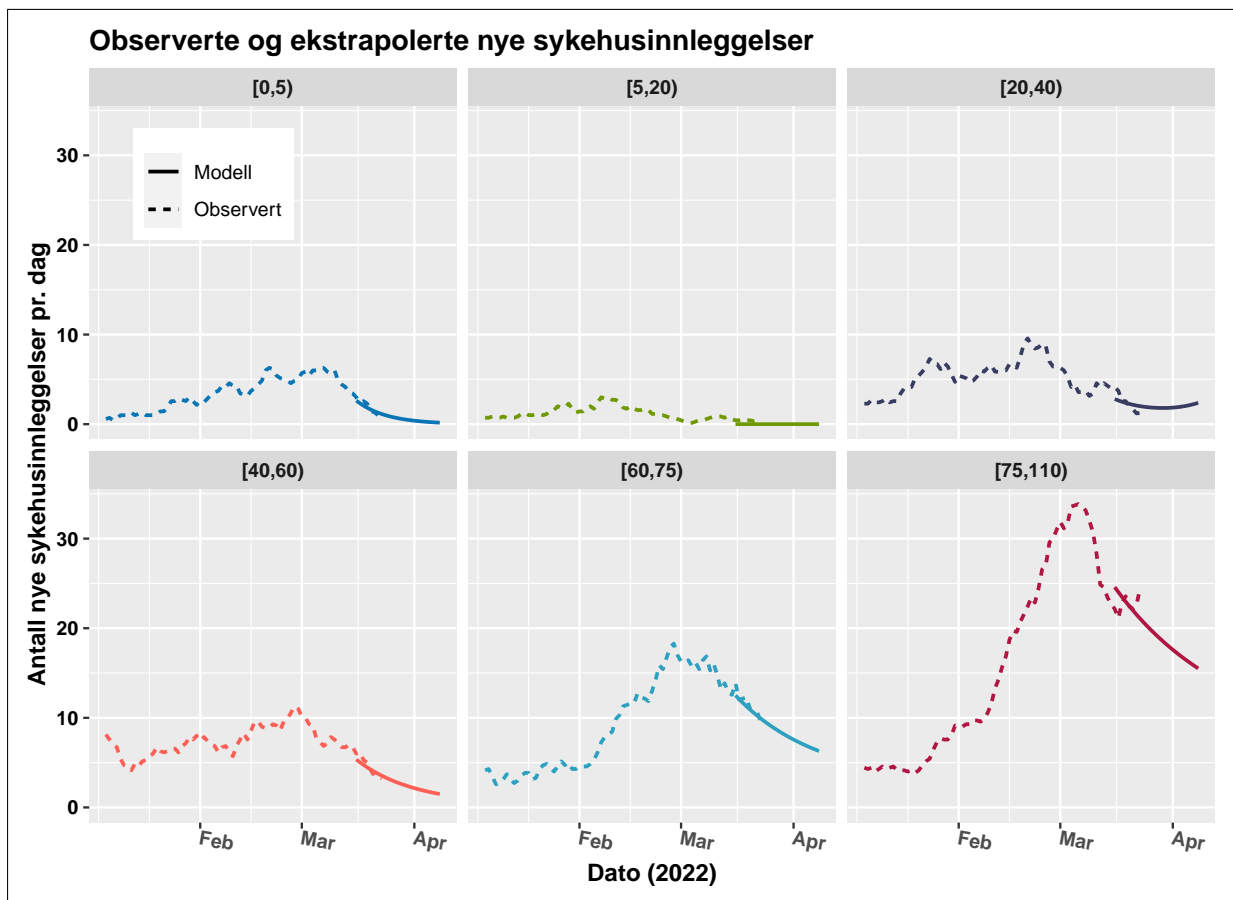 Observerte og ekstrapolerte nye sykehusinnleggelser
[0,5)
[5,20)
[20,40)
Modell
Observert
30
20
10
0
[40,60)
[60,75)
[75,110)
30
20
10
0
Antall nye sykehusinnleggelser pr. dag
Feb Mar Apr
Feb Mar Apr
Feb Mar Apr
Dato (2022)